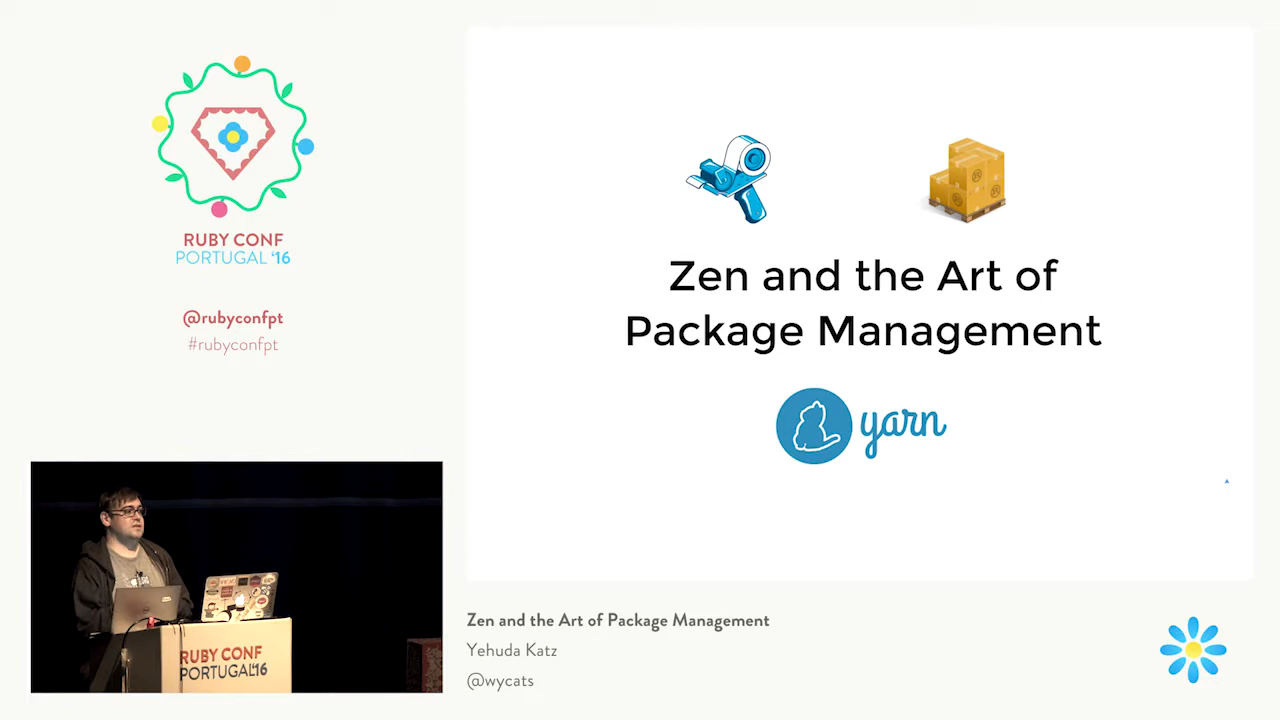 RUBY CONF
PORTUGAL ‘16
@rubyconfpt
#rubyconfpt
Zen and the Art of
Package Management
yarn
RUBY CONF
PORTUGAL'16
Zen and the Art of Package Management
Yehuda Katz
@wycats